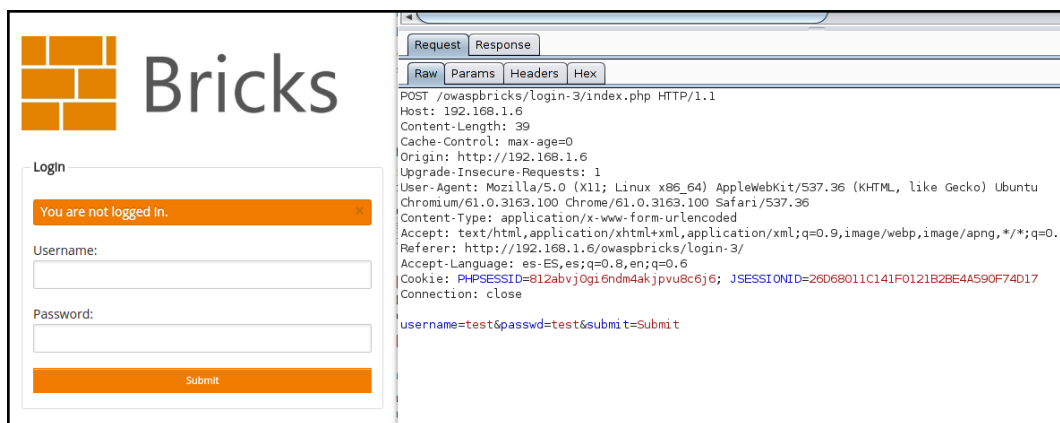 Bricks
Login
You are not logged in.
×
Username:
Password:
Submit
Request Response
Raw Params Headers Hex
POST /owaspbricks/login-3/index.php HTTP/1.1
Host: 192.168.1.6
Content-Length: 39
Cache-Control: max-age=0
Origin: http://192.168.1.6
Upgrade-Insecure-Requests: 1
User-Agent: Mozilla/5.0 (X11; Linux x86_64) AppleWebKit/537.36 (KHTML, like Gecko) Ubuntu
Chromium/61.0.3163.100 Chrome/61.0.3163.100 Safari/537.36
Content-Type: application/x-www-form-urlencoded
Accept: text/html,application/xhtml+xml,application/xml;q=0.9,image/webp,image/apng,*/*;q=0.
Referer: http://192.168.1.6/owaspbricks/login-3/
Accept-Language: es-ES,es;q=0.8,en;q=0.6
Cookie: PHPSESSID=812abvj0gi6ndm4akjpvu8c6j6; JSESSIONID=26D68011C141F0121B2BE4A590F74D17
Connection: close
username=test&passwd=test&submit=Submit